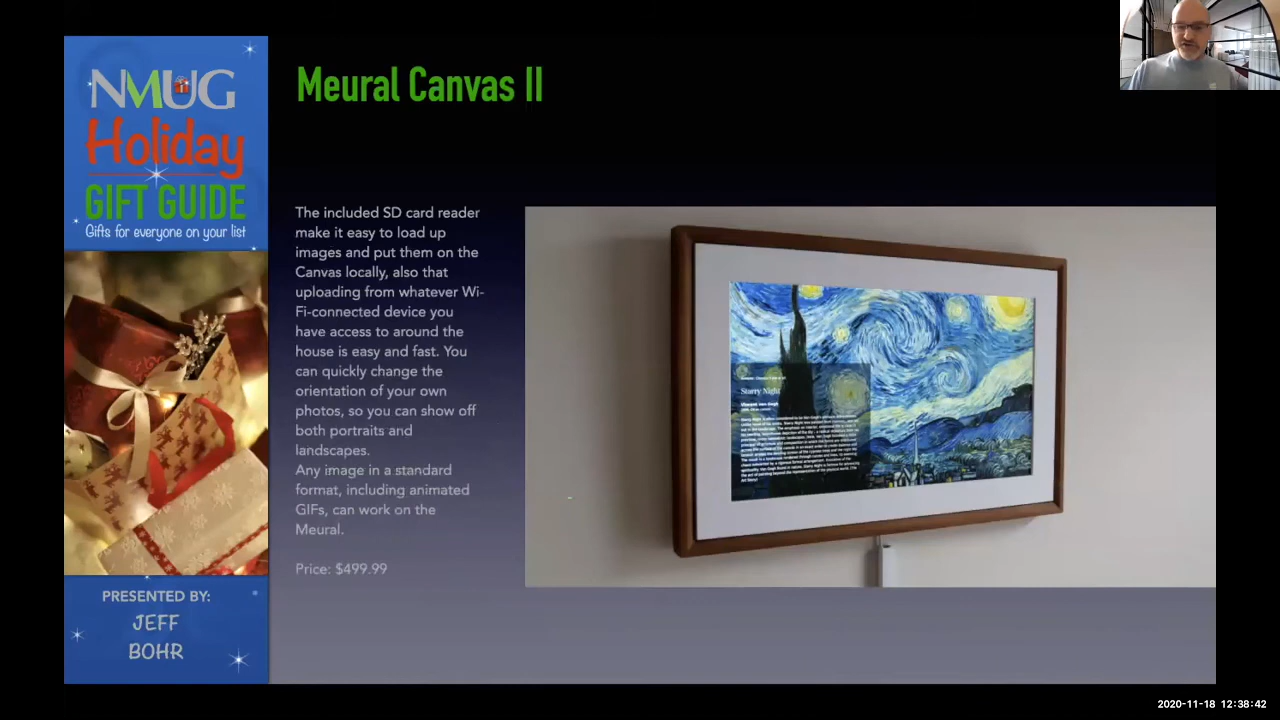 NMUG
Holiday
GIFT GUIDE
Gifts for everyone on your list
PRESENTED BY:
JEFF
BOHR
Meural Canvas II
The included SD card reader
make it easy to load up
images and put them on the
Canvas locally, also that
uploading from whatever Wi-
Fi-connected device you
have access to around the
house is easy and fast. You
can quickly change the
orientation of your own
photos, so you can show off
both portraits and
landscapes.
Any image in a standard
format, including animated
GIFs, can work on the
Meural.
Price: $499.99
Starry Night
Vincent van Gogh
2020-11-18 12:38:42